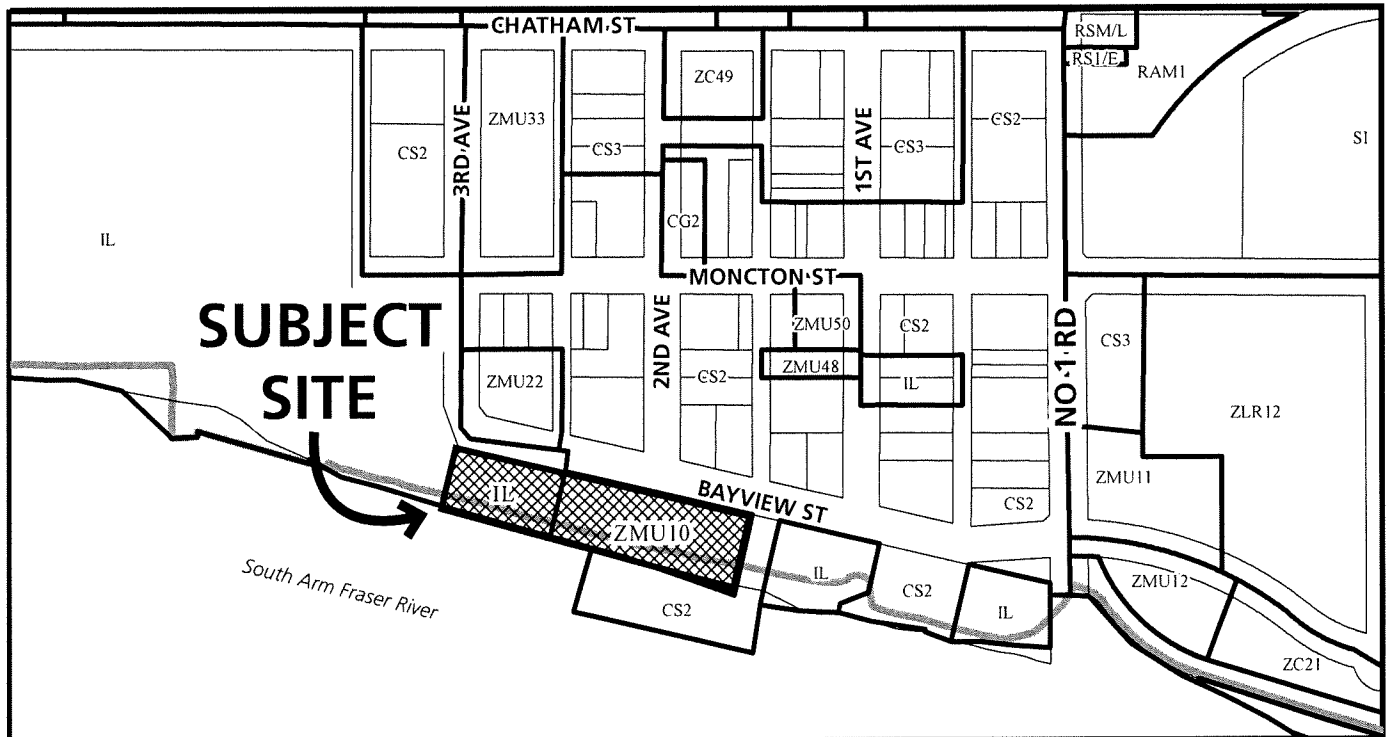 CHATHAM ST
RSM/L
RS1/E
RAM1
ZC49
3RD AVE
ZMU33
CS2
CS3
1ST AVE
CS3
CS2
S1
IL
CG2
MONCTON ST
SUBJECT
SITE
2ND AVE
ZMU50
CS2
NO 1 RD
CS3
ZMU22
CS2
ZMU48
IL
ZLR12
ZMU11
BAYVIEW ST
CS2
IL
ZMU10
IL
CS2
IL
ZMU12
South Arm Fraser River
CS2
ZC21